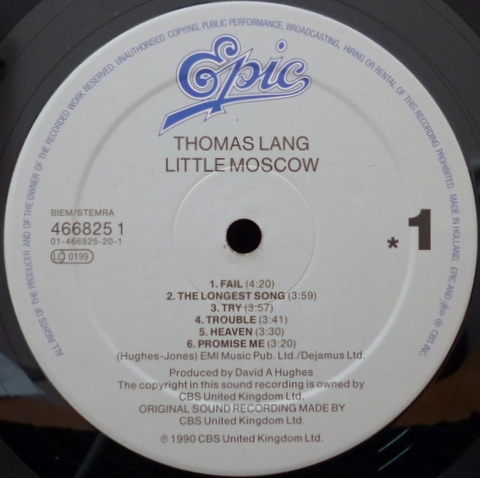 ALL RIGHTS OF THE PRODUCER AND OF THE OWNER OF THE RECORDED WORK RESERVED. UNAUTHORISED COPYING, PUBLIC PERFORMANCE, BROADCASTING, HIRING OR RENTAL OF THIS RECORDING PROHIBITED. MADE IN HOLLAND. EPIC AND ® CBS INC.
Epic
THOMAS LANG
LITTLE MOSCOW
BIEM/STEMRA
466825 1
01-466825-20-1
LC 0199
* 1
1. FAIL (4:20)
2. THE LONGEST SONG (3:59)
3. TRY (3:57)
4. TROUBLE (3:41)
5. HEAVEN (3:30)
6. PROMISE ME (3:20)
(Hughes-Jones) EMI Music Pub. Ltd./Dejamus Ltd.
Produced by David A Hughes
The copyright in this sound recording is owned by
CBS United Kingdom Ltd.
ORIGINAL SOUND RECORDING MADE BY
CBS United Kingdom Ltd.
℗ 1990 CBS United Kingdom Ltd.